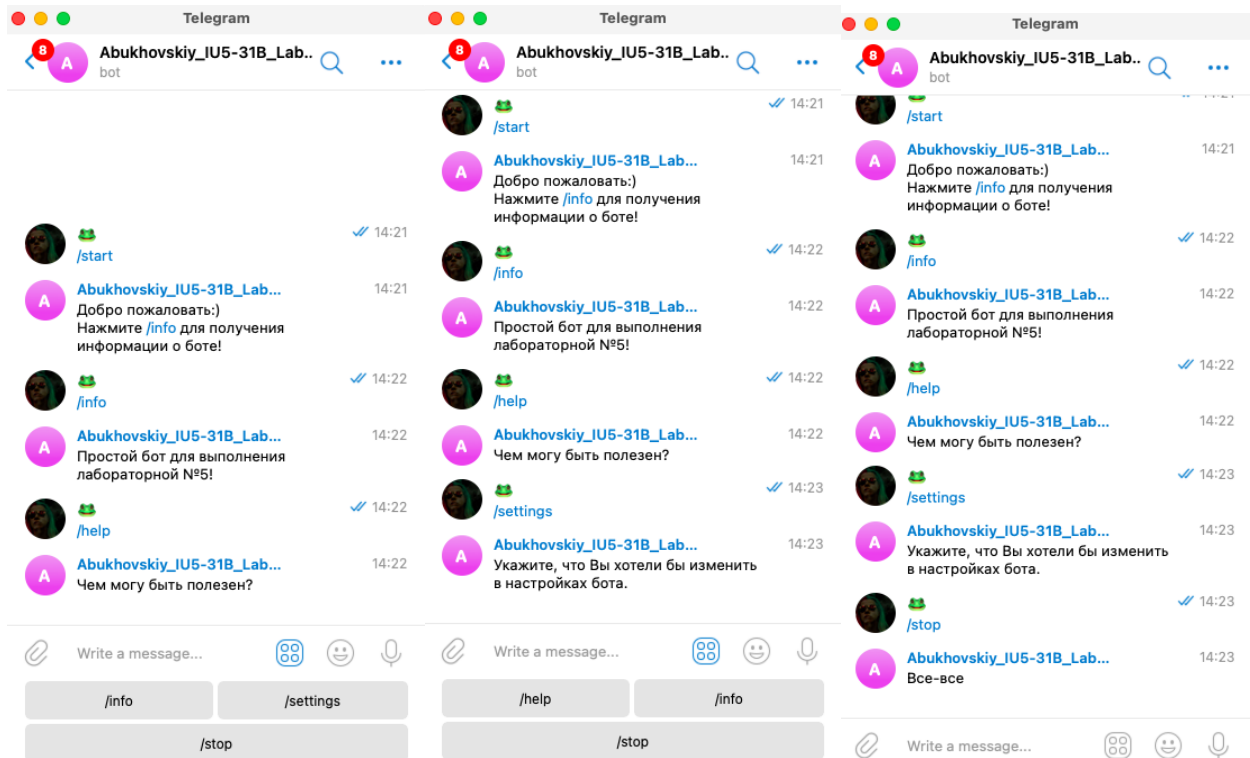 Telegram
8
A
Abukhovskiy_IU5-31B_Lab..
bot
🐸
14:21
/start
A
Abukhovskiy_IU5-31B_Lab...
14:21
Добро пожаловать:)
Нажмите /info для получения
информации о боте!
🐸
14:22
/info
A
Abukhovskiy_IU5-31B_Lab...
14:22
Простой бот для выполнения
лабораторной №5!
🐸
14:22
/help
A
Abukhovskiy_IU5-31B_Lab...
14:22
Чем могу быть полезен?
Write a message...
/info
/settings
/stop
Telegram
8
A
Abukhovskiy_IU5-31B_Lab..
bot
🐸
14:21
/start
A
Abukhovskiy_IU5-31B_Lab...
14:21
Добро пожаловать:)
Нажмите /info для получения
информации о боте!
🐸
14:22
/info
A
Abukhovskiy_IU5-31B_Lab...
14:22
Простой бот для выполнения
лабораторной №5!
🐸
14:22
/help
A
Abukhovskiy_IU5-31B_Lab...
14:22
Чем могу быть полезен?
🐸
14:23
/settings
A
Abukhovskiy_IU5-31B_Lab...
14:23
Укажите, что Вы хотели бы изменить
в настройках бота.
Write a message...
/help
/info
/stop
Telegram
8
A
Abukhovskiy_IU5-31B_Lab..
bot
/start
A
Abukhovskiy_IU5-31B_Lab...
14:21
Добро пожаловать:)
Нажмите /info для получения
информации о боте!
🐸
14:22
/info
A
Abukhovskiy_IU5-31B_Lab...
14:22
Простой бот для выполнения
лабораторной №5!
🐸
14:22
/help
A
Abukhovskiy_IU5-31B_Lab...
14:22
Чем могу быть полезен?
🐸
14:23
/settings
A
Abukhovskiy_IU5-31B_Lab...
14:23
Укажите, что Вы хотели бы изменить
в настройках бота.
🐸
14:23
/stop
A
Abukhovskiy_IU5-31B_Lab...
14:23
Все-все
Write a message...